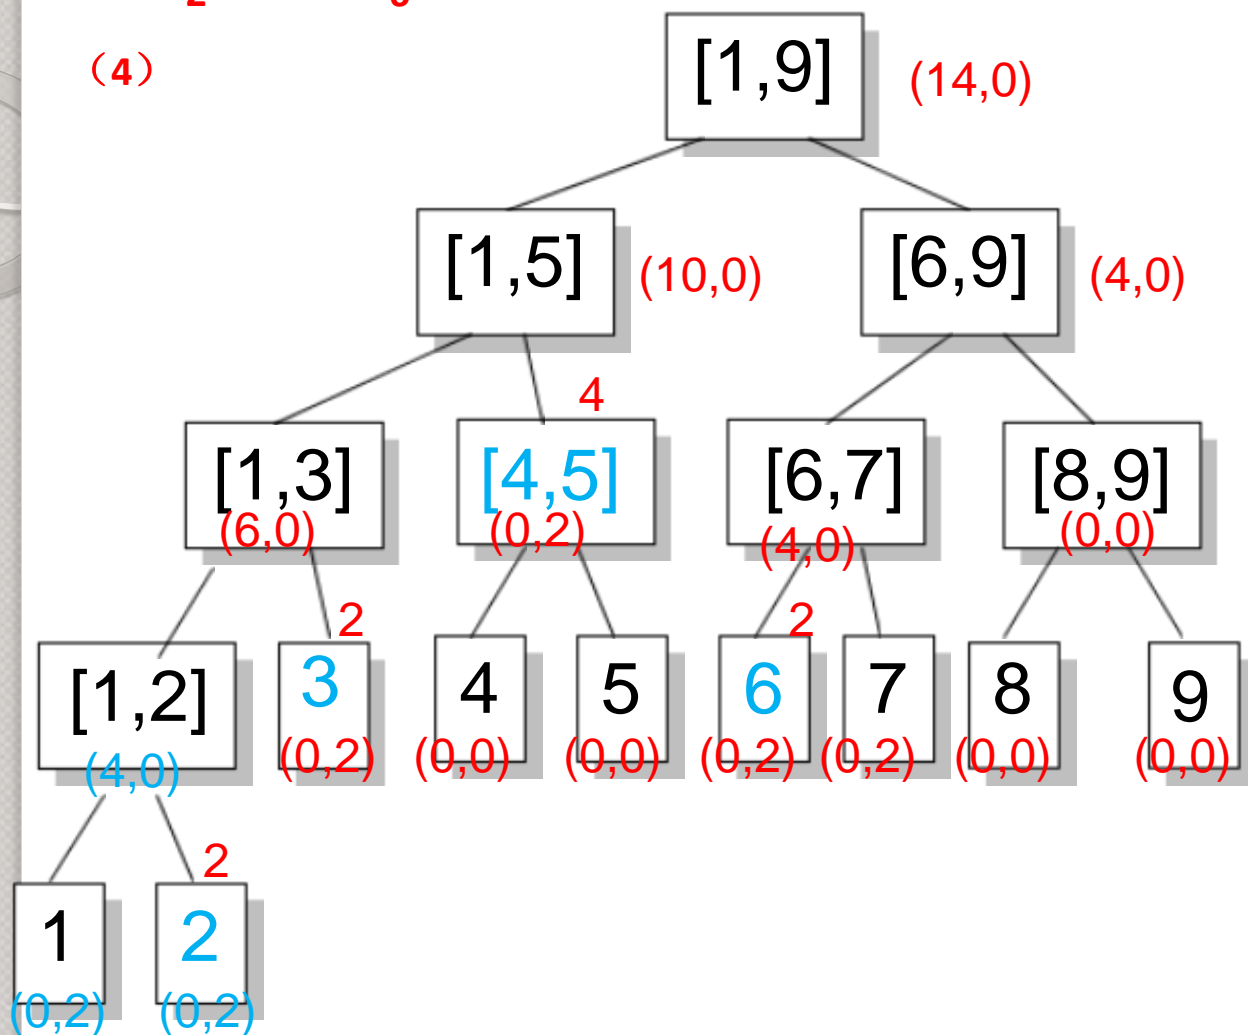 （4）
[1,9] (14,0)
[1,5] (10,0) [6,9] (4,0)
4
[1,3] [4,5] [6,7] [8,9]
(6,0) (0,2) (4,0) (0,0)
2 2
[1,2] 3 4 5 6 7 8 9
(4,0) (0,2) (0,0) (0,0) (0,2) (0,2) (0,0) (0,0)
2
1 2
(0,2) (0,2)